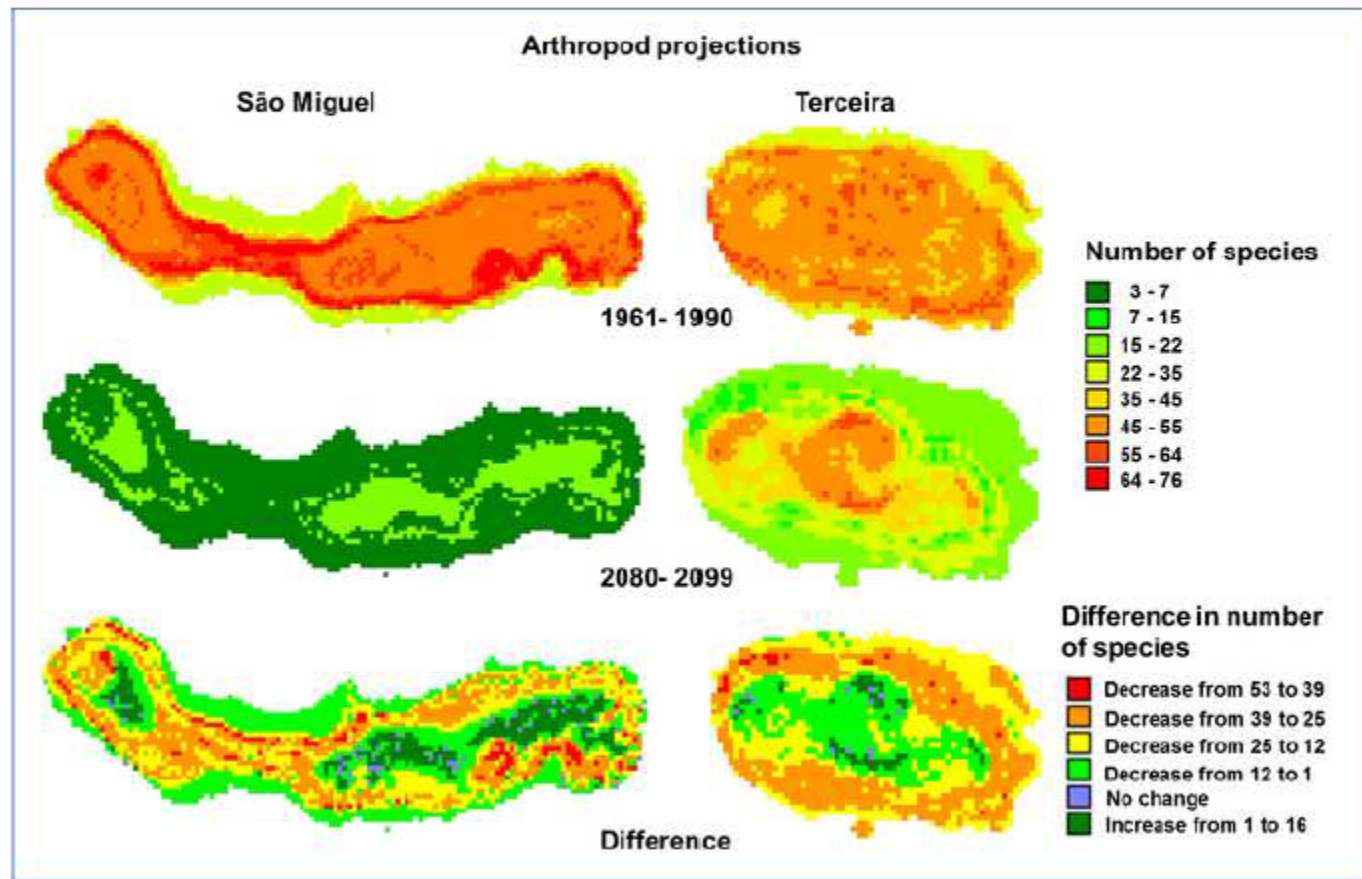 Arthropod projections
São Miguel
Terceira
1961- 1990
2080- 2099
Difference
Number of species
3 - 7
7 - 15
15 - 22
22 - 35
35 - 45
45 - 55
55 - 64
64 - 76
Difference in number
of species
Decrease from 53 to 39
Decrease from 39 to 25
Decrease from 25 to 12
Decrease from 12 to 1
No change
Increase from 1 to 16